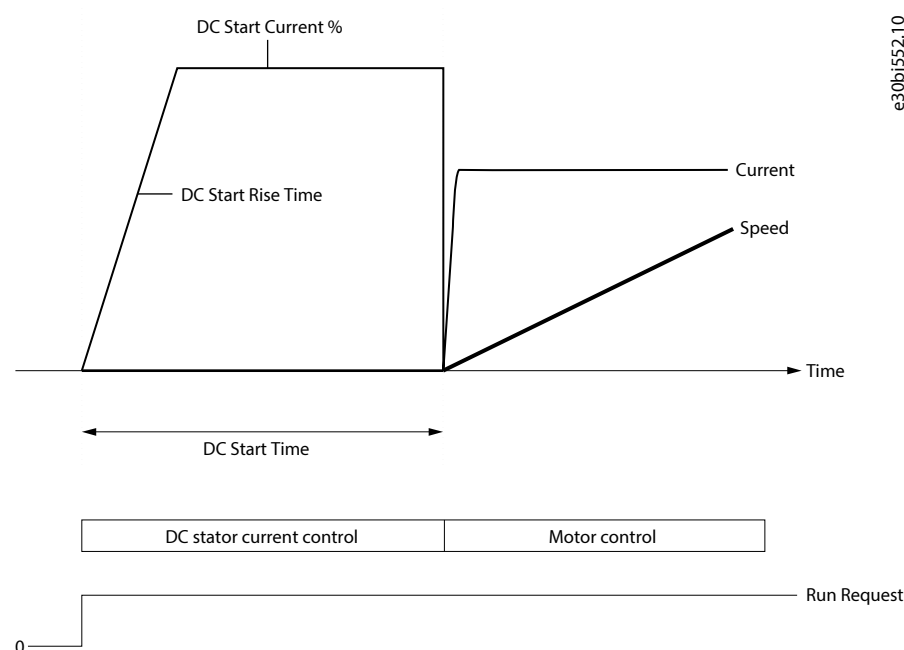 DC Start Current %
e30bi552.10
Current
DC Start Rise Time
Speed
Time
DC Start Time
DC stator current control
Motor control
Run Request
0